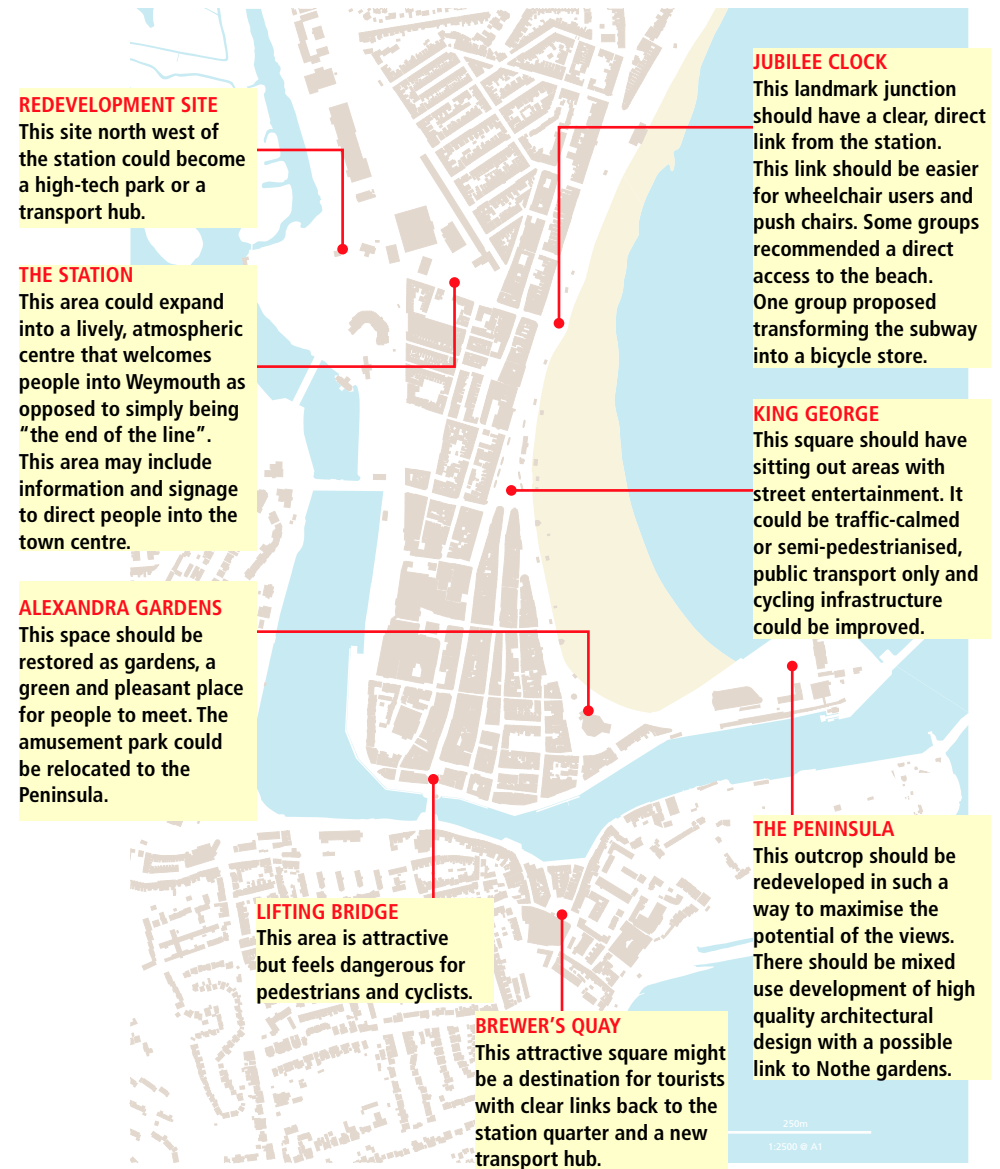 REDEVELOPMENT SITE
This site north west of
the station could become
a high-tech park or a
transport hub.
THE STATION
This area could expand
into a lively, atmospheric
centre that welcomes
people into Weymouth as
opposed to simply being
“the end of the line”.
This area may include
information and signage
to direct people into the
town centre.
ALEXANDRA GARDENS
This space should be
restored as gardens, a
green and pleasant place
for people to meet. The
amusement park could
be relocated to the
Peninsula.
LIFTING BRIDGE
This area is attractive
but feels dangerous for
pedestrians and cyclists.
BREWER’S QUAY
This attractive square might
be a destination for tourists
with clear links back to the
station quarter and a new
transport hub.
JUBILEE CLOCK
This landmark junction
should have a clear, direct
link from the station.
This link should be easier
for wheelchair users and
push chairs. Some groups
recommended a direct
access to the beach.
One group proposed
transforming the subway
into a bicycle store.
KING GEORGE
This square should have
sitting out areas with
street entertainment. It
could be traffic-calmed
or semi-pedestrianised,
public transport only and
cycling infrastructure
could be improved.
THE PENINSULA
This outcrop should be
redeveloped in such a
way to maximise the
potential of the views.
There should be mixed
use development of high
quality architectural
design with a possible
link to Nothe gardens.
250m
1:2500 @ A1